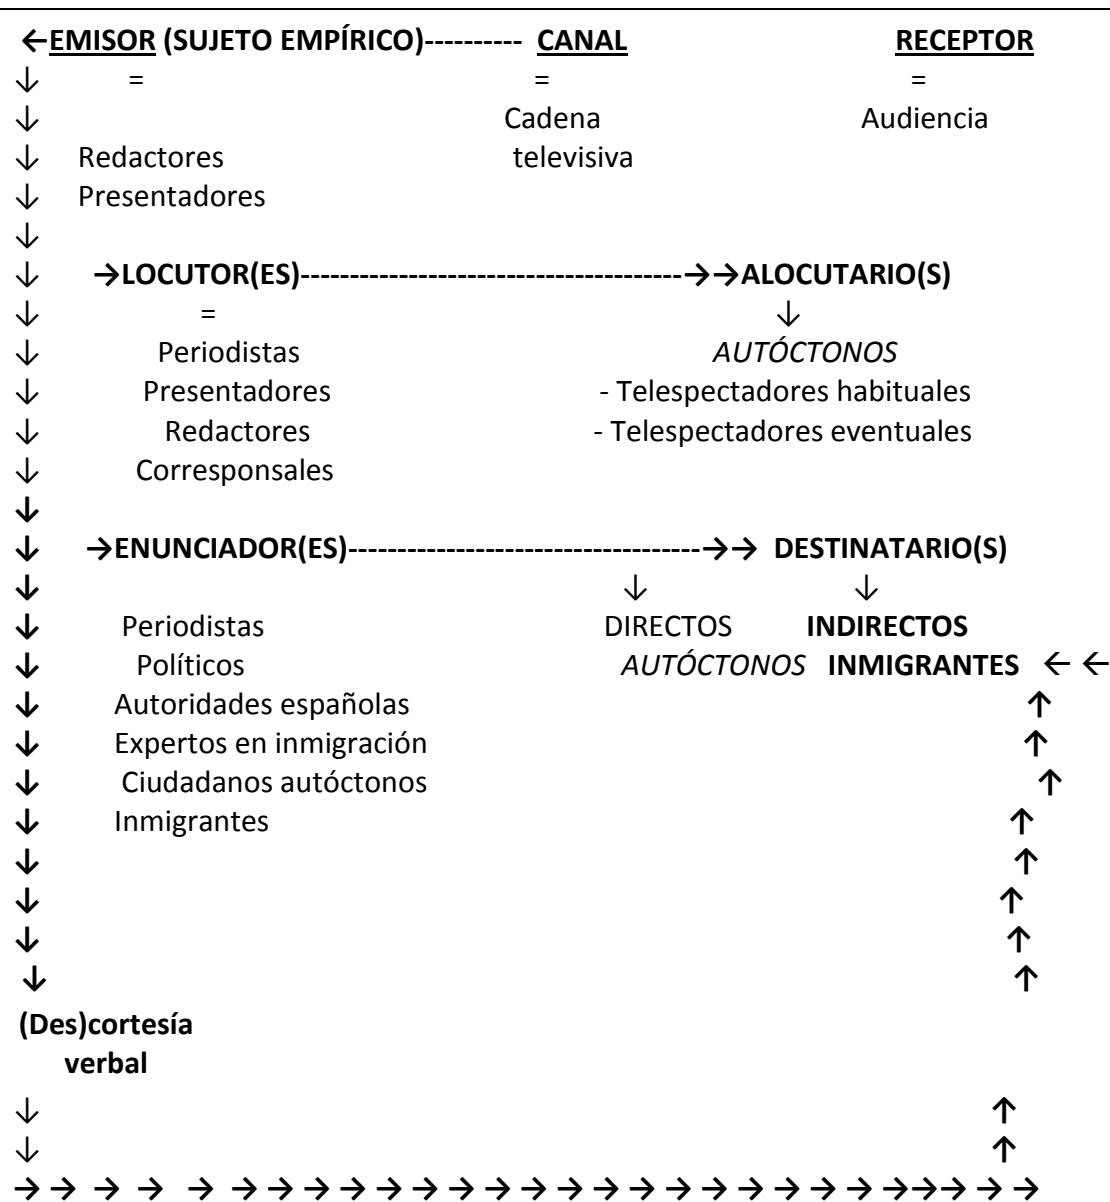 ←EMISOR (SUJETO EMPÍRICO)---------- CANAL RECEPTOR
↓ = = =
↓ Cadena Audiencia
↓ Redactores televisiva
↓ Presentadores
↓
↓ →LOCUTOR(ES)---------------------------------------→→ALOCUTARIO(S)
↓ = ↓
↓ Periodistas AUTÓCTONOS
↓ Presentadores - Telespectadores habituales
↓ Redactores - Telespectadores eventuales
↓ Corresponsales
↓
↓ →ENUNCIADOR(ES)------------------------------------→→ DESTINATARIO(S)
↓ ↓ ↓
↓ Periodistas DIRECTOS INDIRECTOS
↓ Políticos AUTÓCTONOS INMIGRANTES ← ←
↓ Autoridades españolas ↑
↓ Expertos en inmigración ↑
↓ Ciudadanos autóctonos ↑
↓ Inmigrantes ↑
↓ ↑
↓ ↑
↓ ↑
↓ ↑
(Des)cortesía
verbal
↓ ↑
↓ ↑
→ → → → → → → → → → → → → → → → → → → → → → → → → → → → →